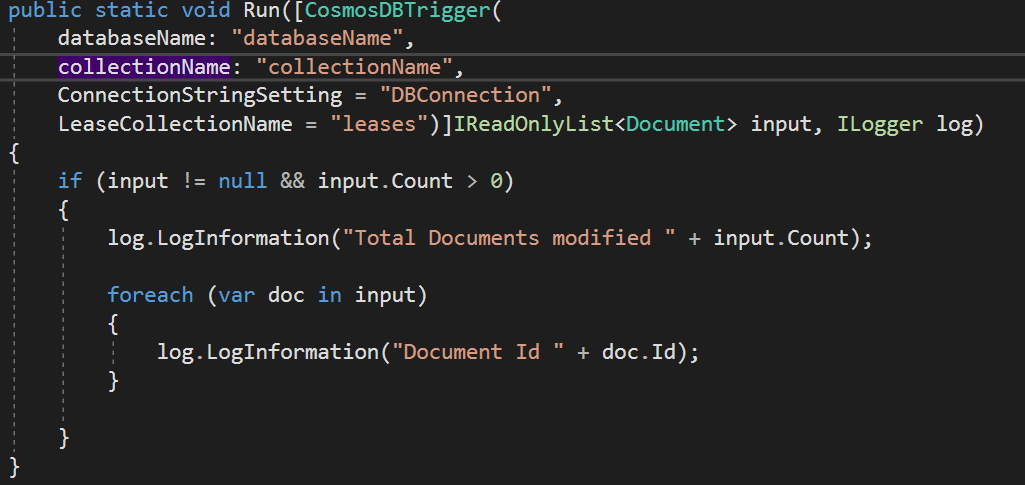 public static void Run([CosmosDBTrigger(
databaseName: "databaseName",
collectionName: "collectionName",
ConnectionStringSetting = "DBConnection",
LeaseCollectionName = "leases")]IReadOnlyList<Document> input, ILogger log)
{
if (input != null && input.Count > 0)
{
log.LogInformation("Total Documents modified " + input.Count);
foreach (var doc in input)
{
log.LogInformation("Document Id " + doc.Id);
}
}
}